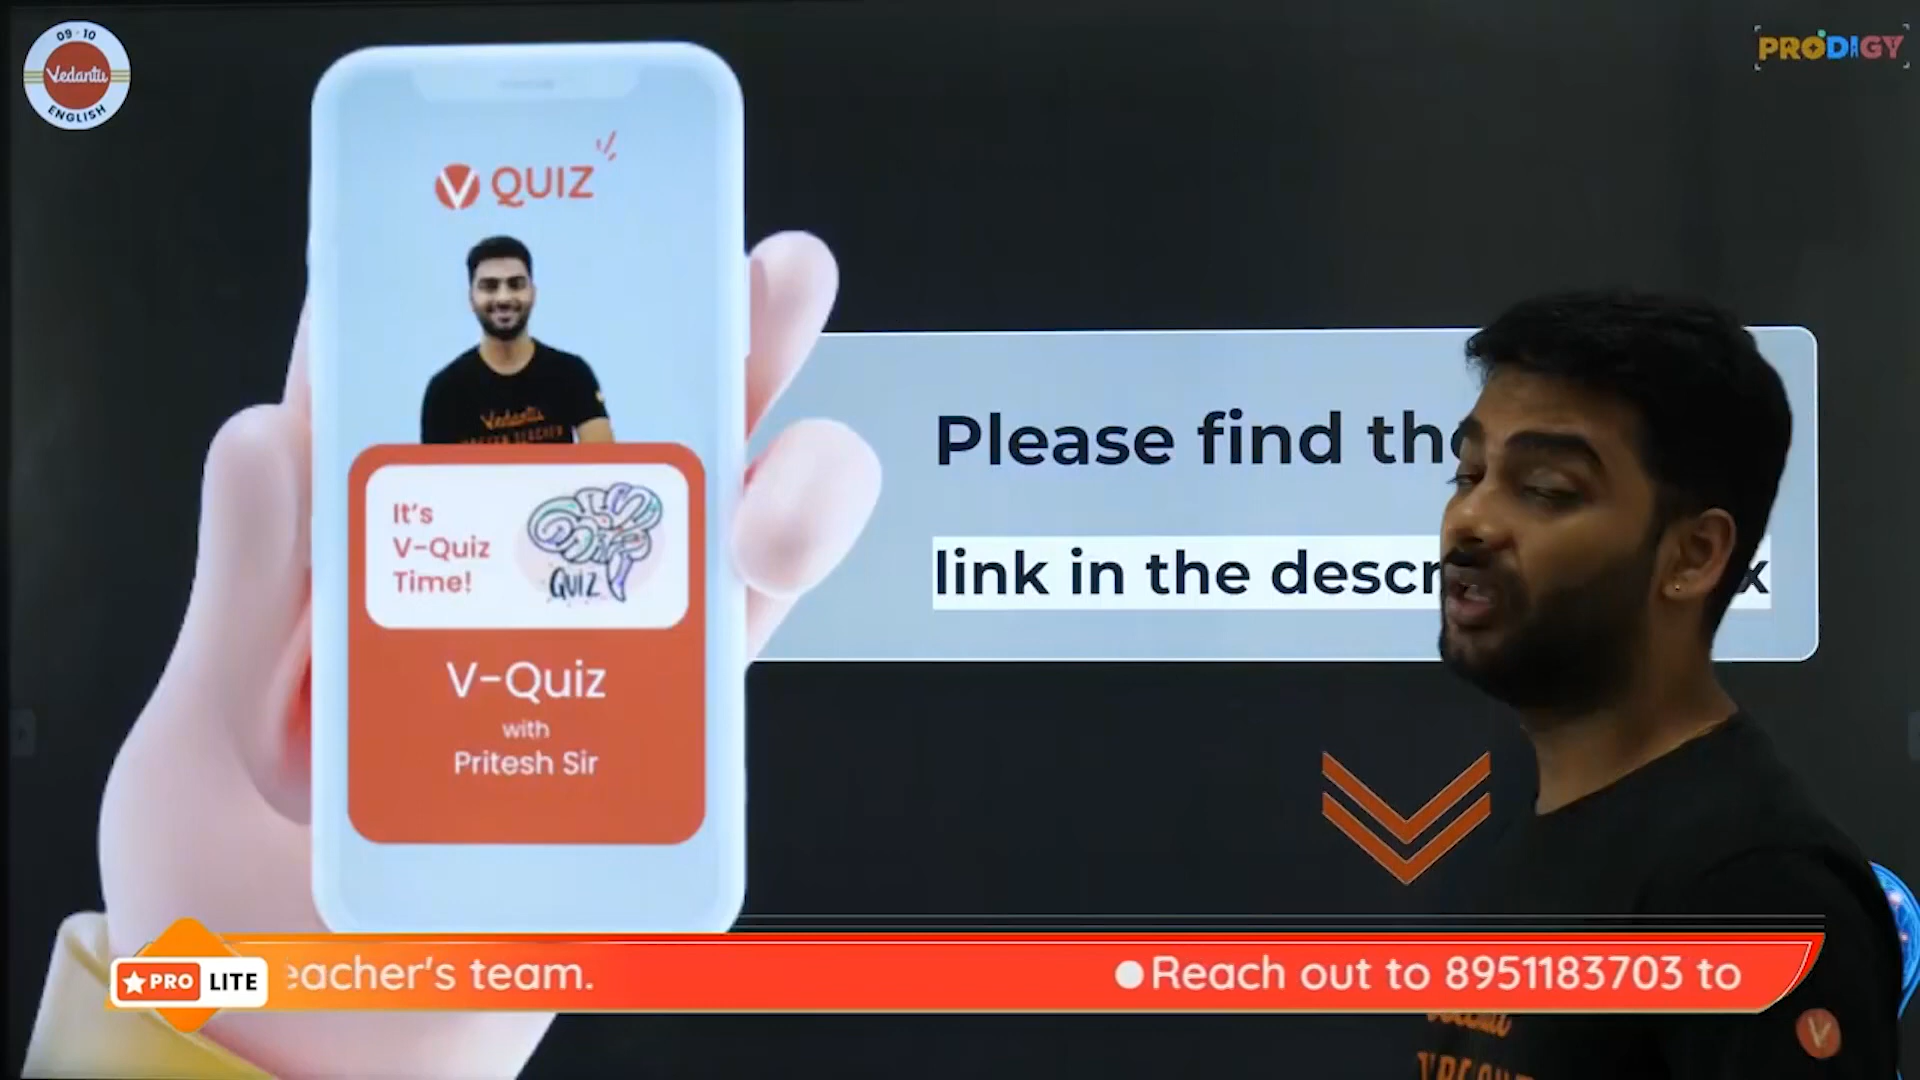 09 - 10
Vedantu
ENGLISH
PRODIGY
V QUIZ
Vedantu
It's
V-Quiz
Time!
QUIZ
V-Quiz
with
Pritesh Sir
Please find the
link in the descr x
PRO LITE
eacher's team.
Reach out to 8951183703 to
V